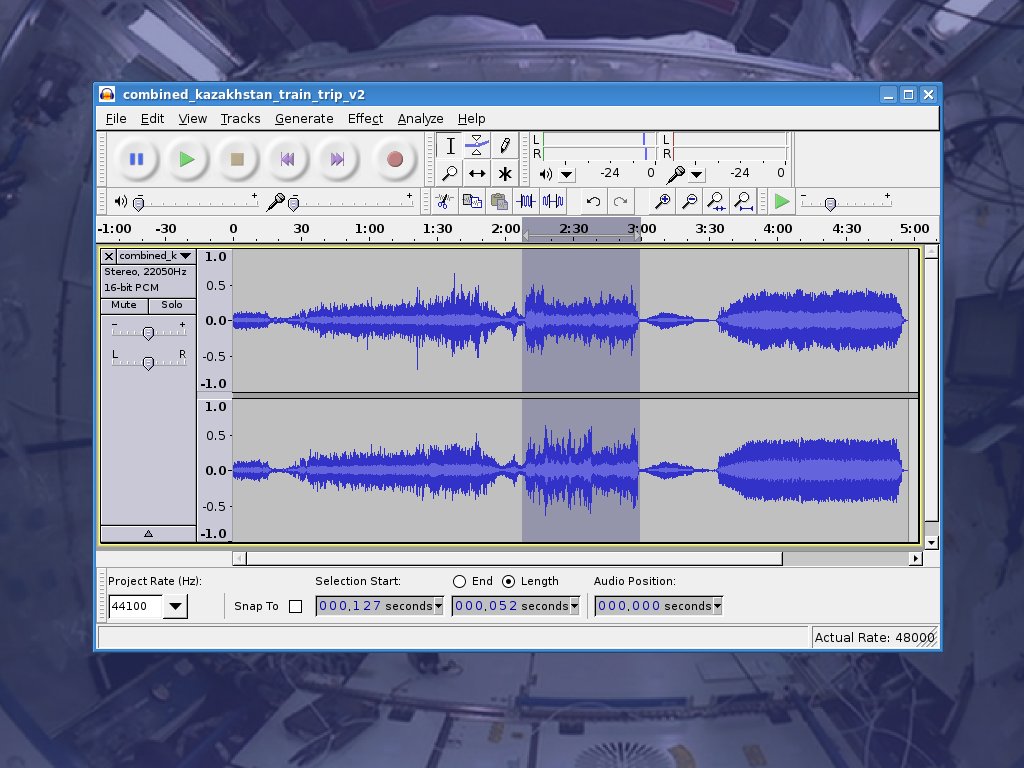 combined_kazakhstan_train_trip_v2
File Edit View Tracks Generate Effect Analyze Help
L
R
-24 0
L
R
-24 0
-1:00 -30 0 30 1:00 1:30 2:00 2:30 3:00 3:30 4:00 4:30 5:00
combined_k
Stereo, 22050Hz
16-bit PCM
Mute Solo
- +
L R
1.0
0.5
0.0
-0.5
-1.0
1.0
0.5
0.0
-0.5
-1.0
Project Rate (Hz):
44100
Snap To
Selection Start:
End Length
Audio Position:
000,127 seconds
000,052 seconds
000,000 seconds
Actual Rate: 48000